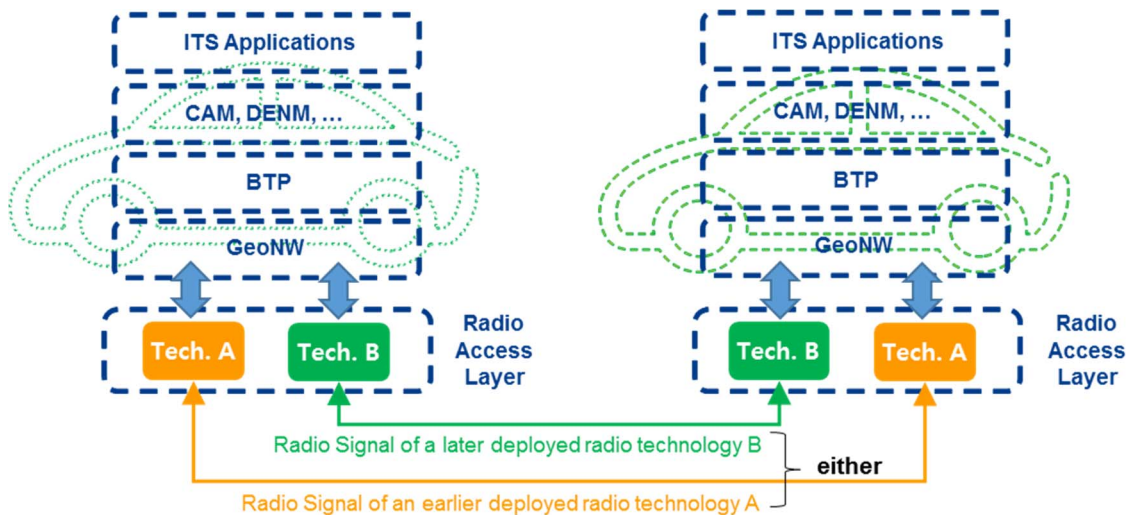 ITS Applications
ITS Applications
CAM, DENM, ...
CAM, DENM, ...
BTP
BTP
GeoNW
GeoNW
Tech. A
Tech. B
Radio
Access
Layer
Tech. B
Tech. A
Radio
Access
Layer
Radio Signal of a later deployed radio technology B
either
Radio Signal of an earlier deployed radio technology A